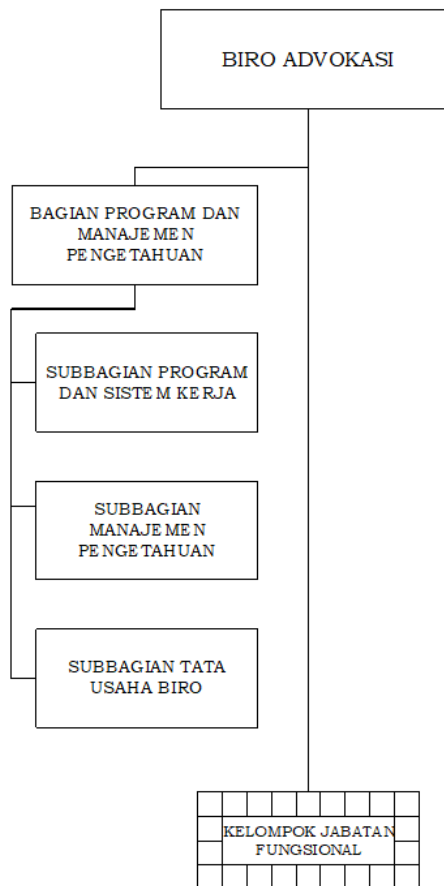 BIRO ADVOKASI
BAGIAN PROGRAM DAN
MANAJEMEN
PENGETAHUAN
SUBBAGIAN PROGRAM
DAN SISTEM KERJA
SUBBAGIAN
MANAJEMEN
PENGETAHUAN
SUBBAGIAN TATA
USAHA BIRO
KELOMPOK JABATAN
FUNGSIONAL